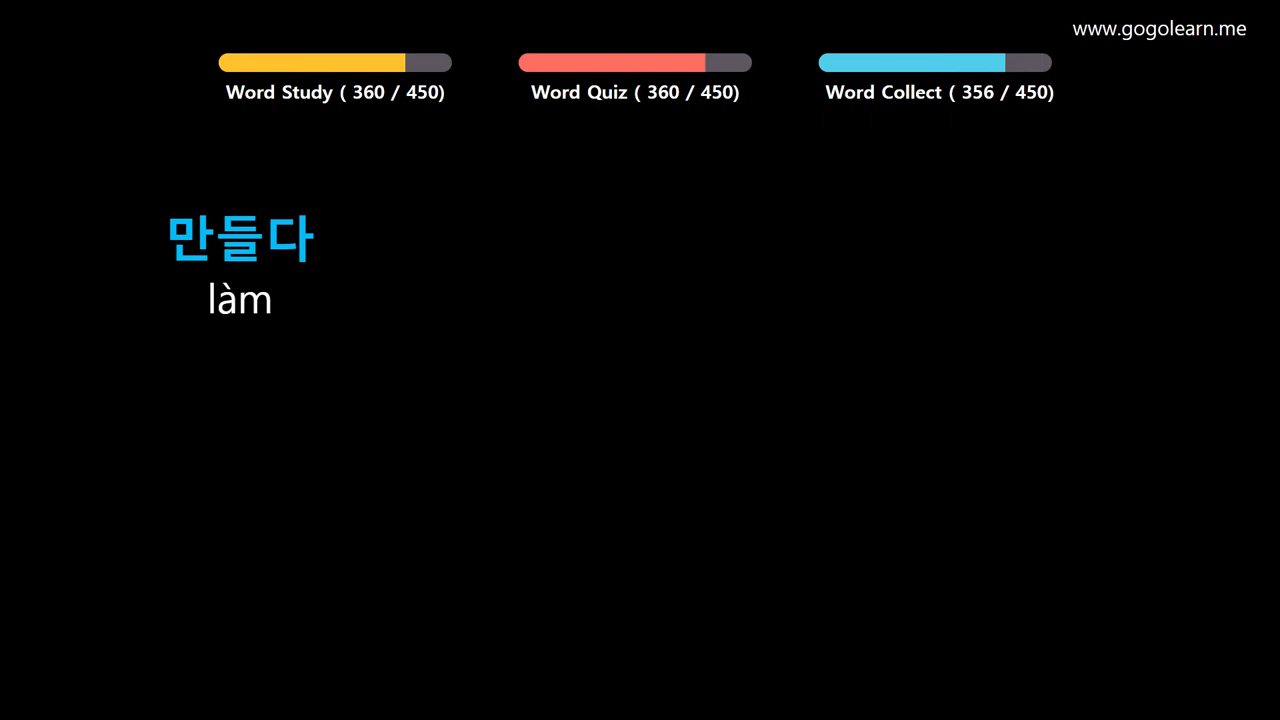 www.gogolearn.me
Word Study ( 360 / 450)
Word Quiz ( 360 / 450)
Word Collect ( 356 / 450)
만들다
làm